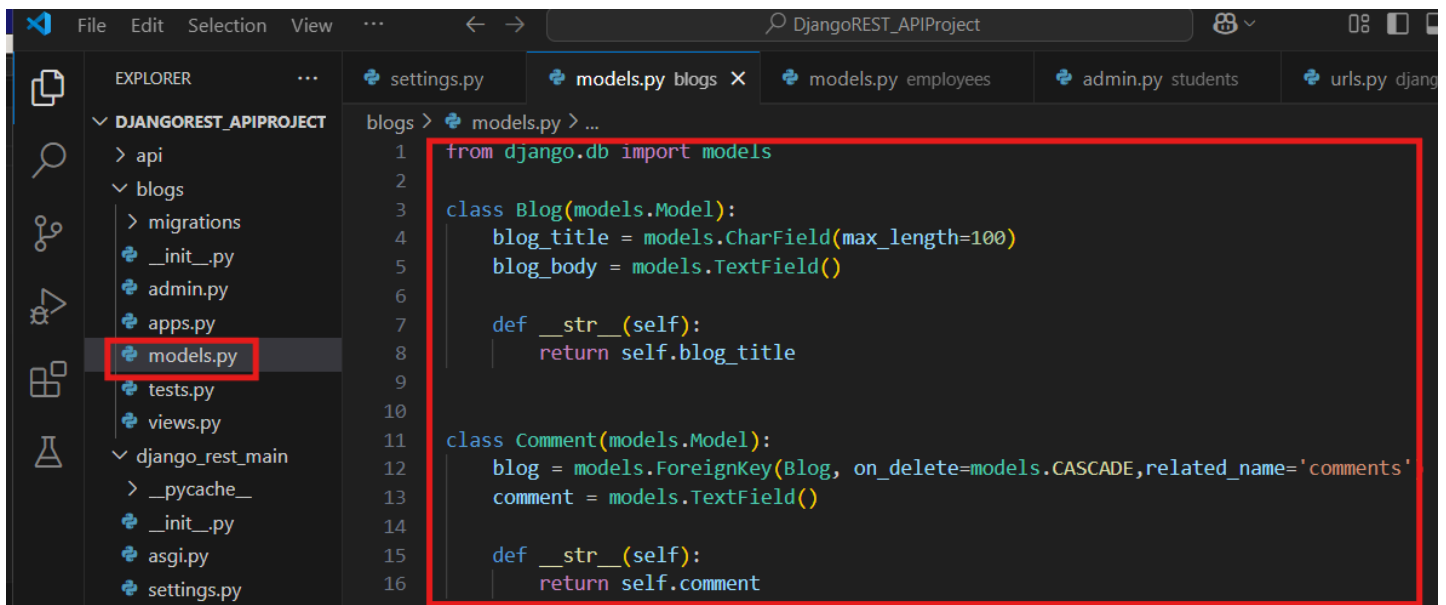 File Edit Selection View ··· DjangoREST_APIProject
EXPLORER ···
settings.py
models.py blogs
models.py employees
admin.py students
urls.py djang
DJANGOREST_APIPROJECT
api
blogs
migrations
__init__.py
admin.py
apps.py
models.py
tests.py
views.py
django_rest_main
__pycache__
__init__.py
asgi.py
settings.py
blogs > models.py > ...
1 from django.db import models
2
3 class Blog(models.Model):
4     blog_title = models.CharField(max_length=100)
5     blog_body = models.TextField()
6
7     def __str__(self):
8         return self.blog_title
9
10
11 class Comment(models.Model):
12     blog = models.ForeignKey(Blog, on_delete=models.CASCADE,related_name='comments')
13     comment = models.TextField()
14
15     def __str__(self):
16         return self.comment